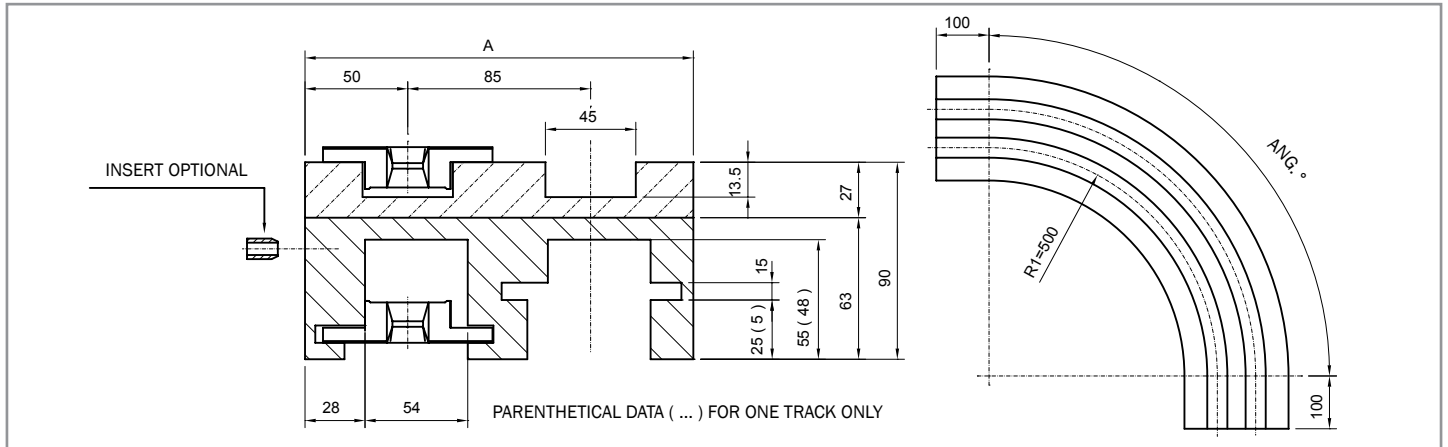 100
A
50
85
45
INSERT OPTIONAL
13.5
27
ANG. °
R1=500
15
63
90
25 ( 5 )
55 ( 48 )
28
54
PARENTHETICAL DATA ( ... ) FOR ONE TRACK ONLY
100